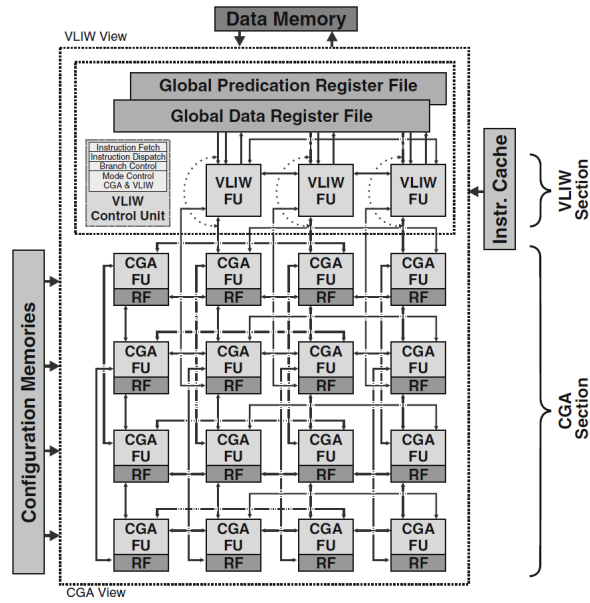 Data Memory
VLIW View
Global Predication Register File
Global Data Register File
Instruction Fetch
Instruction Dispatch
Branch Control
Mode Control
CGA & VLIW
VLIW
Control Unit
VLIW
FU
VLIW
FU
VLIW
FU
Instr. Cache
VLIW
Section
Configuration Memories
CGA
FU
RF
CGA
FU
RF
CGA
FU
RF
CGA
FU
RF
CGA
FU
RF
CGA
FU
RF
CGA
FU
RF
CGA
FU
RF
CGA
Section
CGA
FU
RF
CGA
FU
RF
CGA
FU
RF
CGA
FU
RF
CGA
FU
RF
CGA
FU
RF
CGA
FU
RF
CGA
FU
RF
CGA View